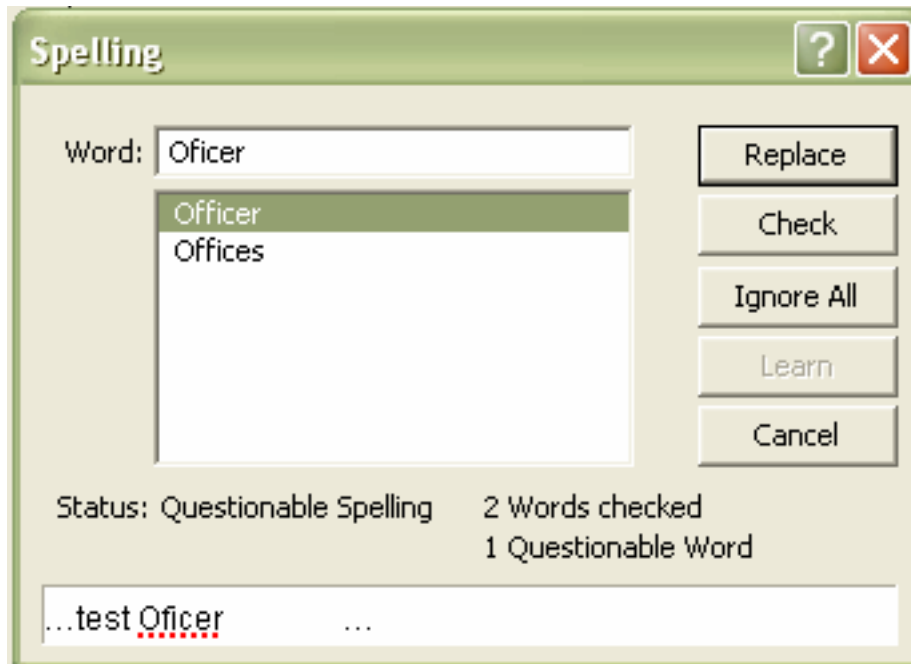 Spelling
Word: Oficer
Replace
Officer
Offices
Check
Ignore All
Learn
Cancel
Status: Questionable Spelling 2 Words checked
1 Questionable Word
...test Oficer ...